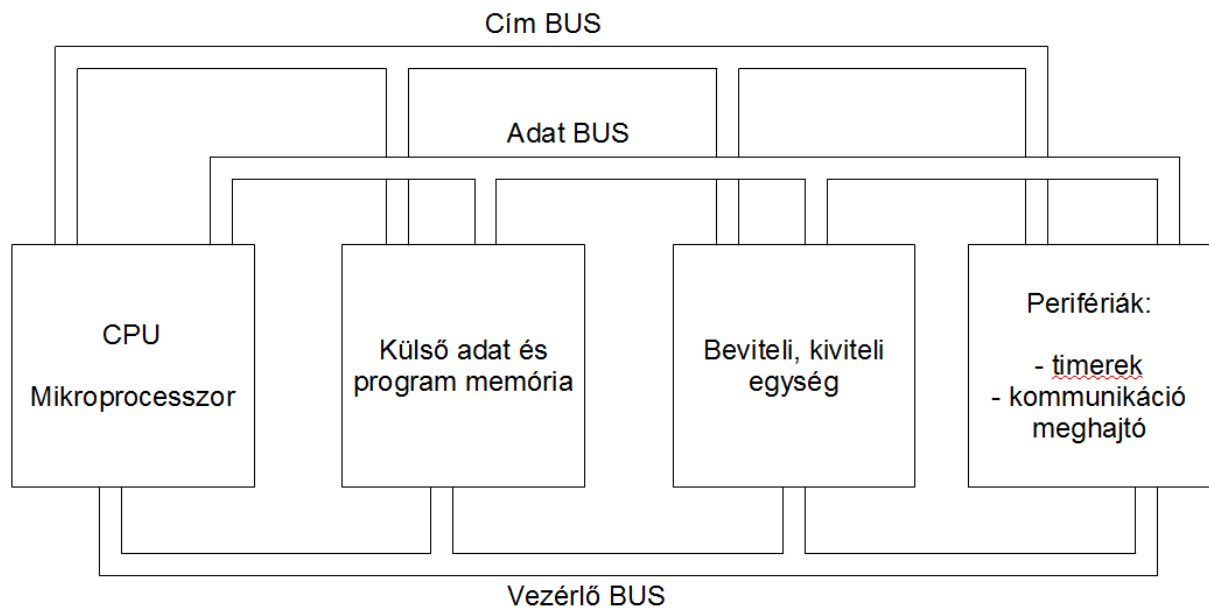 Cím BUS
Adat BUS
CPU
Mikroprocesszor
Külső adat és
program memória
Beviteli, kiviteli
egység
Perifériák:
- timerek
- kommunikáció
meghajtó
Vezérlő BUS